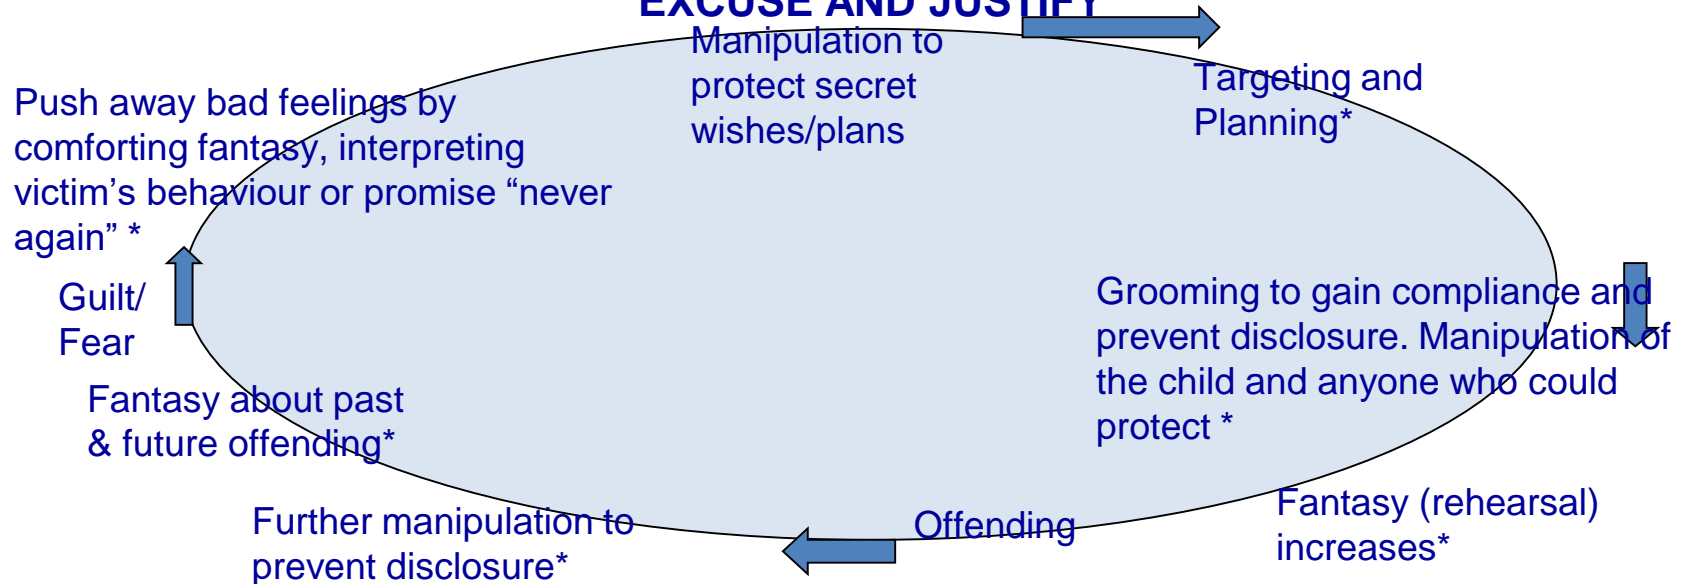 EXCUSE AND JUSTIFY
Manipulation to
protect secret
wishes/plans
Targeting and
Planning*
Grooming to gain compliance and
prevent disclosure. Manipulation of
the child and anyone who could
protect *
Fantasy (rehearsal)
increases*
Offending
Further manipulation to
prevent disclosure*
Fantasy about past
& future offending*
Guilt/
Fear
Push away bad feelings by
comforting fantasy, interpreting
victim’s behaviour or promise “never
again” *